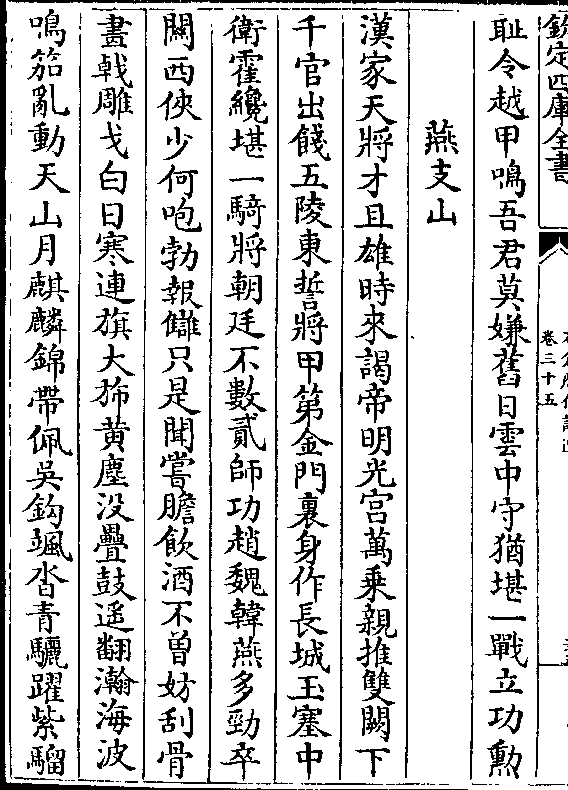 欽定四庫全書
卷三十五
耻令越甲鳴吾君莫嫌舊日雲中守猶堪一戰立功勲
燕支山
漢家天將才且雄時來謁帝明光宮萬乗親推雙闕下
千官出餞五陵東誓將甲第金門裏身作長城玉塞中
衛霍纔堪一騎將朝廷不數貳師功趙魏韓燕多勁卒
闗西俠少何咆勃報讎只是聞嘗膽飲酒不曾妨刮骨
畫戟雕戈白日寒連旗大斾黄塵没疊鼓遥翻瀚海波
鳴笳亂動天山月麒麟錦帶佩吳鈎颯沓青驪躍紫騮